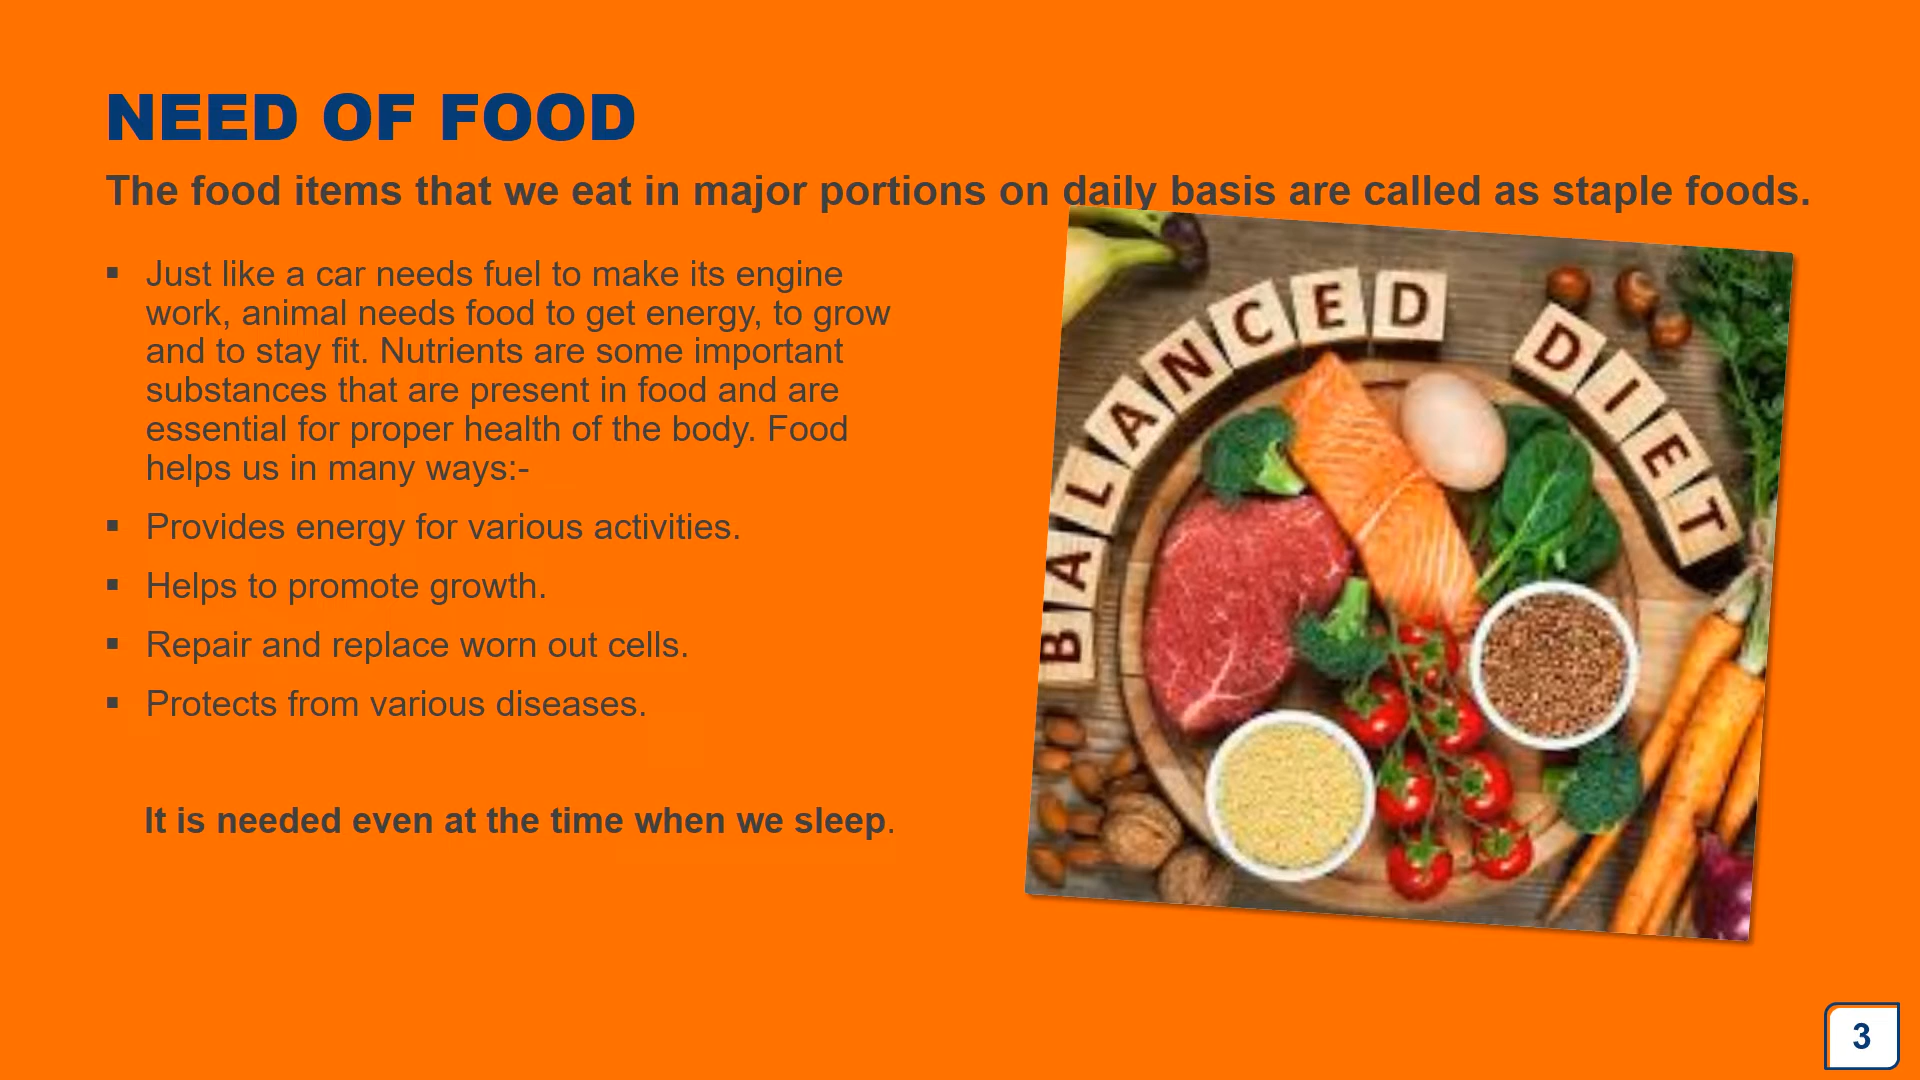 NEED OF FOOD
The food items that we eat in major portions on daily basis are called as staple foods.
▪ Just like a car needs fuel to make its engine
work, animal needs food to get energy, to grow
and to stay fit. Nutrients are some important
substances that are present in food and are
essential for proper health of the body. Food
helps us in many ways:-
▪ Provides energy for various activities.
▪ Helps to promote growth.
▪ Repair and replace worn out cells.
▪ Protects from various diseases.
It is needed even at the time when we sleep.
BALANCED DIET
3